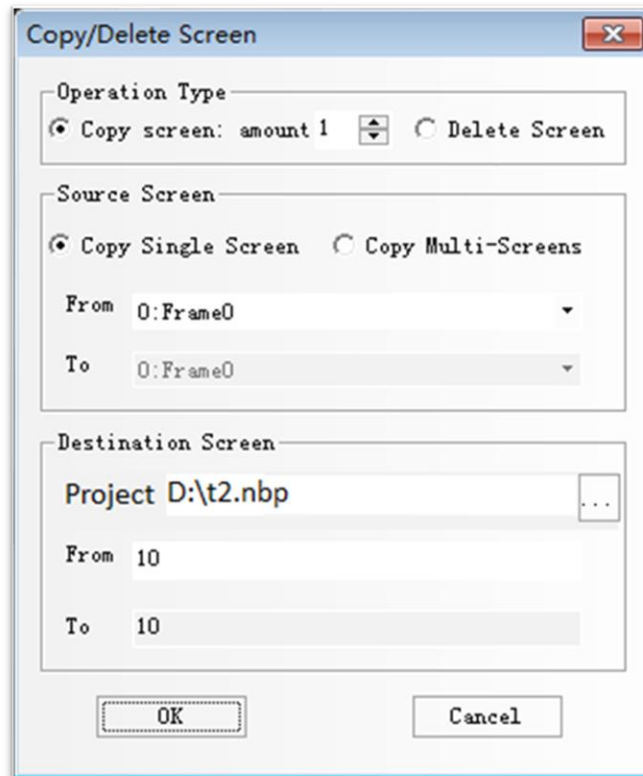 Copy/Delete Screen
Operation Type
Copy screen: amount 1 Delete Screen
Source Screen
Copy Single Screen Copy Multi-Screens
From 0:Frame0
To 0:Frame0
Destination Screen
Project D:\t2.nbp ...
From 10
To 10
OK Cancel